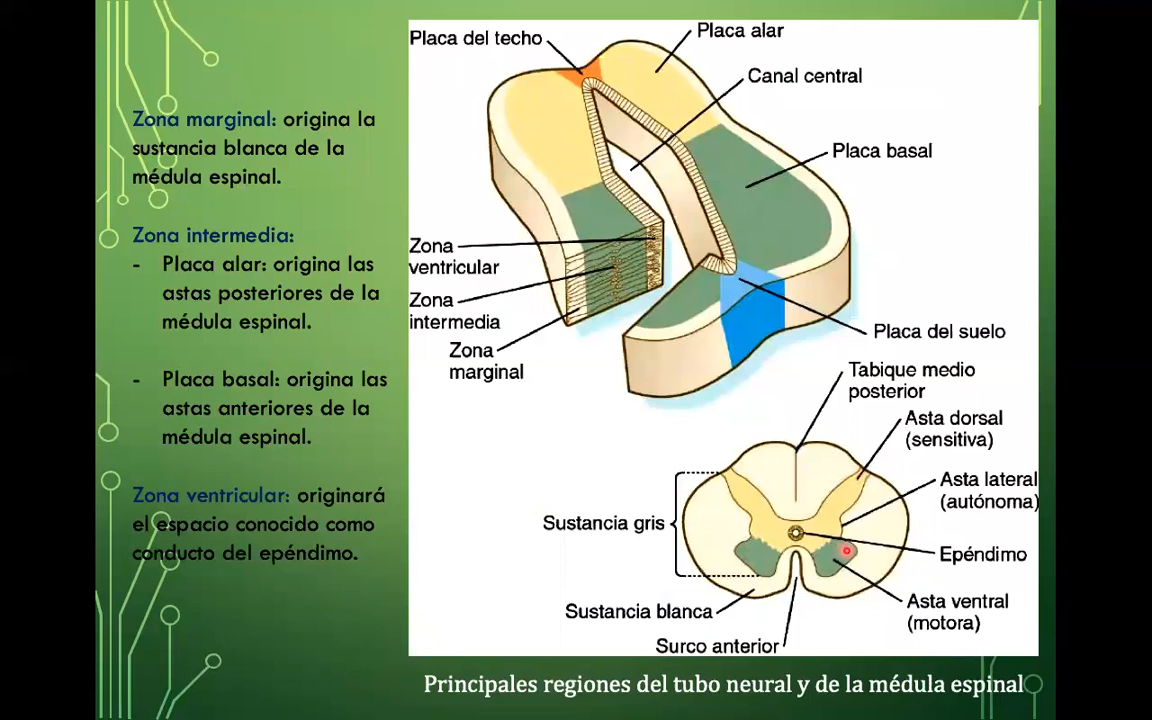 Zona marginal: origina la
sustancia blanca de la
médula espinal.
Zona intermedia:
- Placa alar: origina las
astas posteriores de la
médula espinal.
- Placa basal: origina las
astas anteriores de la
médula espinal.
Zona ventricular: originará
el espacio conocido como
conducto del epéndimo.
Placa del techo
Placa alar
Canal central
Placa basal
Zona
ventricular
Zona
intermedia
Zona
marginal
Placa del suelo
Tabique medio
posterior
Asta dorsal
(sensitiva)
Asta lateral
(autónoma)
Sustancia gris
Epéndimo
Asta ventral
(motora)
Sustancia blanca
Surco anterior
Principales regiones del tubo neural y de la médula espinal